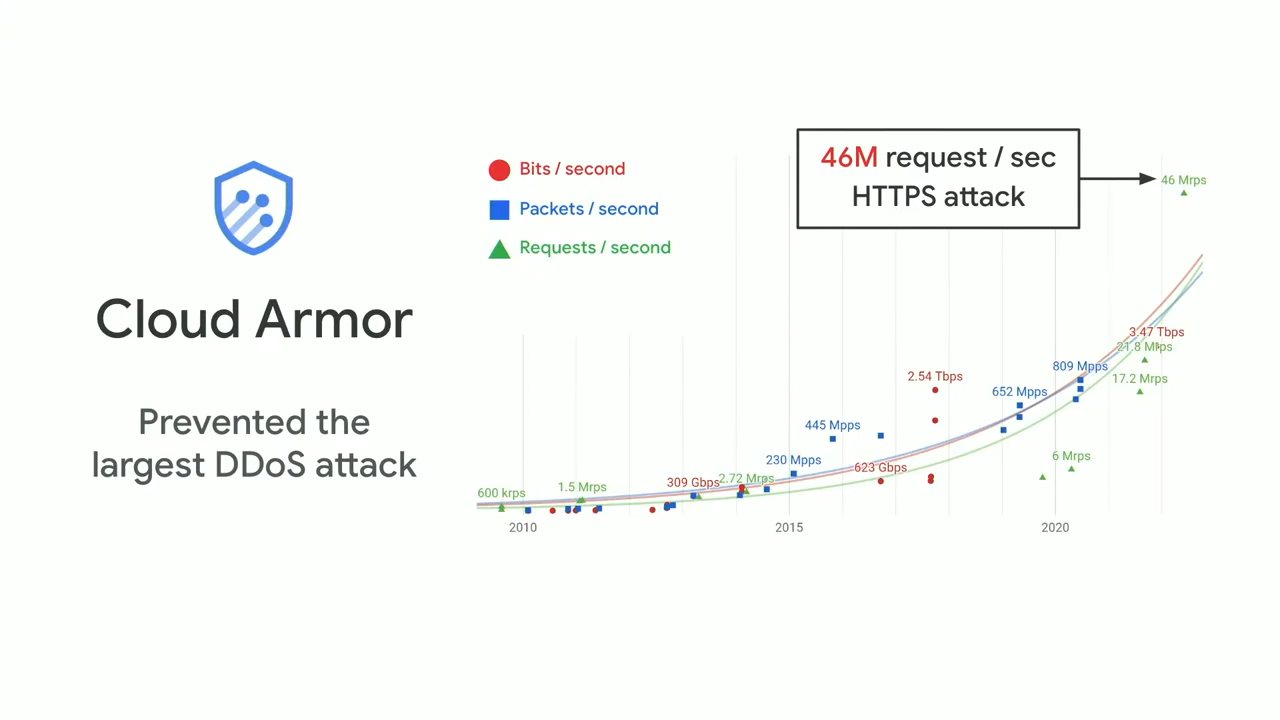 Cloud Armor
Prevented the
largest DDoS attack
Bits / second
Packets / second
Requests / second
46M request / sec
HTTPS attack
46 Mrps
3.47 Tbps
21.8 Mrps
17.2 Mrps
809 Mpps
2.54 Tbps
652 Mpps
445 Mpps
230 Mpps
623 Gbps
6 Mrps
309 Gbps
2.72 Mrps
1.5 Mrps
600 krps
2010
2015
2020